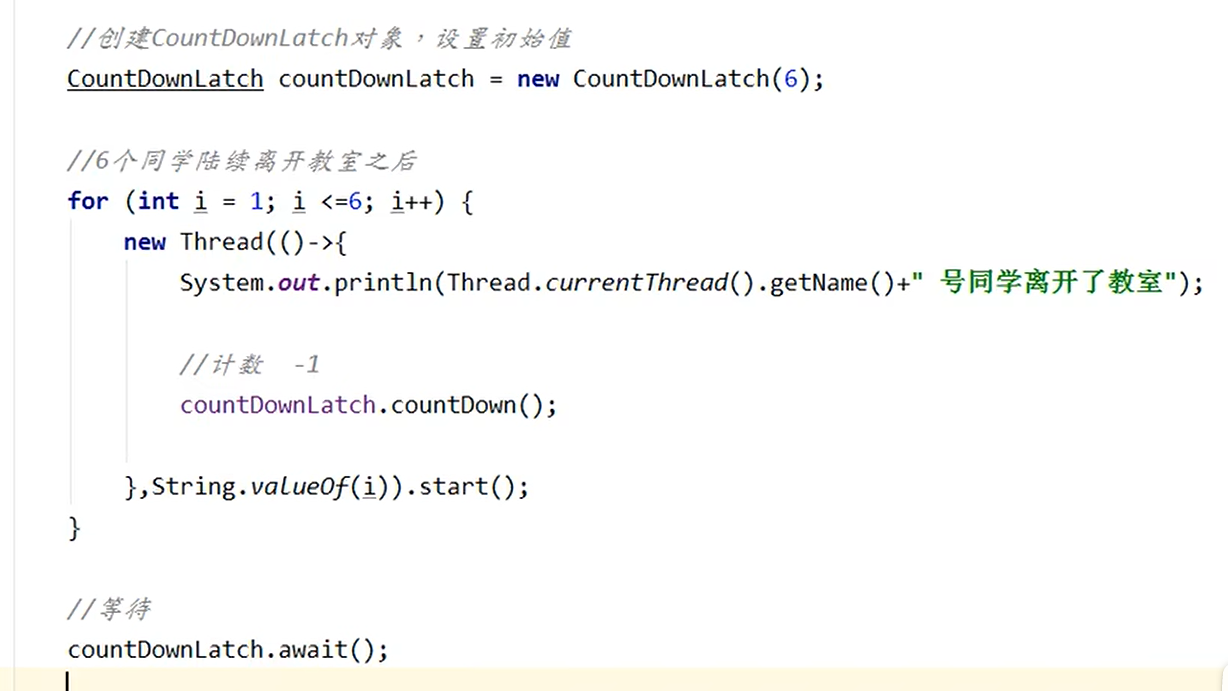 //创建CountDownLatch对象，设置初始值
CountDownLatch countDownLatch = new CountDownLatch(6);
//6个同学陆续离开教室之后
for (int i = 1; i <=6; i++) {
new Thread(()->{
System.out.println(Thread.currentThread().getName()+" 号同学离开了教室");
//计数  -1
countDownLatch.countDown();
},String.valueOf(i)).start();
}
//等待
countDownLatch.await();